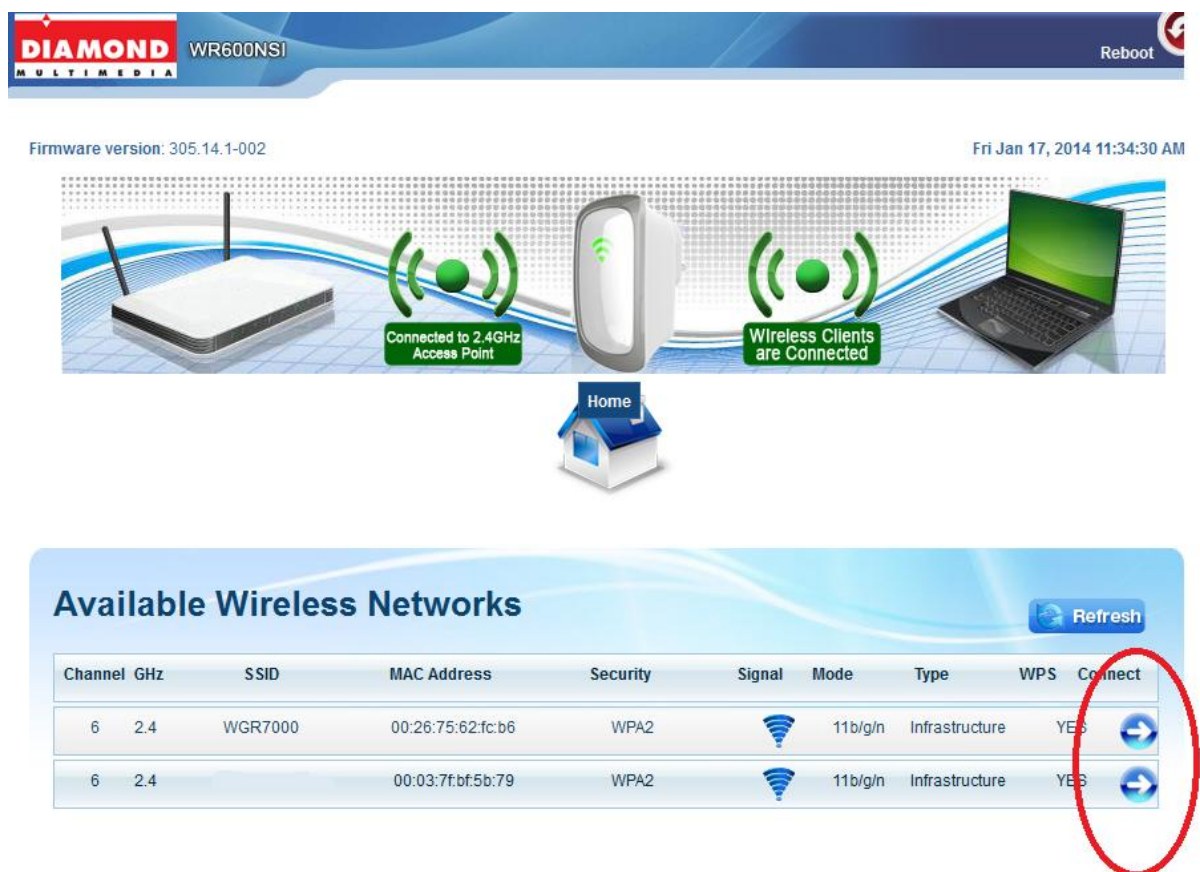 DIAMOND
MULTIMEDIA
WR600NSI
Reboot
Firmware version: 305.14.1-002
Fri Jan 17, 2014 11:34:30 AM
Connected to 2.4GHz
Access Point
Wireless Clients
are Connected
Home
Available Wireless Networks
Refresh
Channel GHz SSID MAC Address Security Signal Mode Type WPS Connect
6 2.4 WGR7000 00:26:75:62:fc:b6 WPA2 11b/g/n Infrastructure YES
6 2.4 00:03:7f:bf:5b:79 WPA2 11b/g/n Infrastructure YES